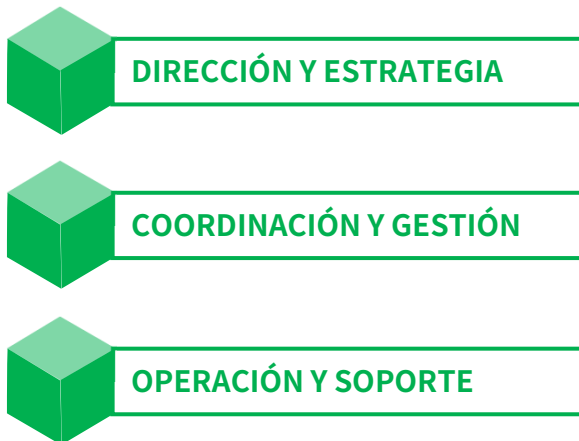 DIRECCIÓN Y ESTRATEGIA
COORDINACIÓN Y GESTIÓN
OPERACIÓN Y SOPORTE